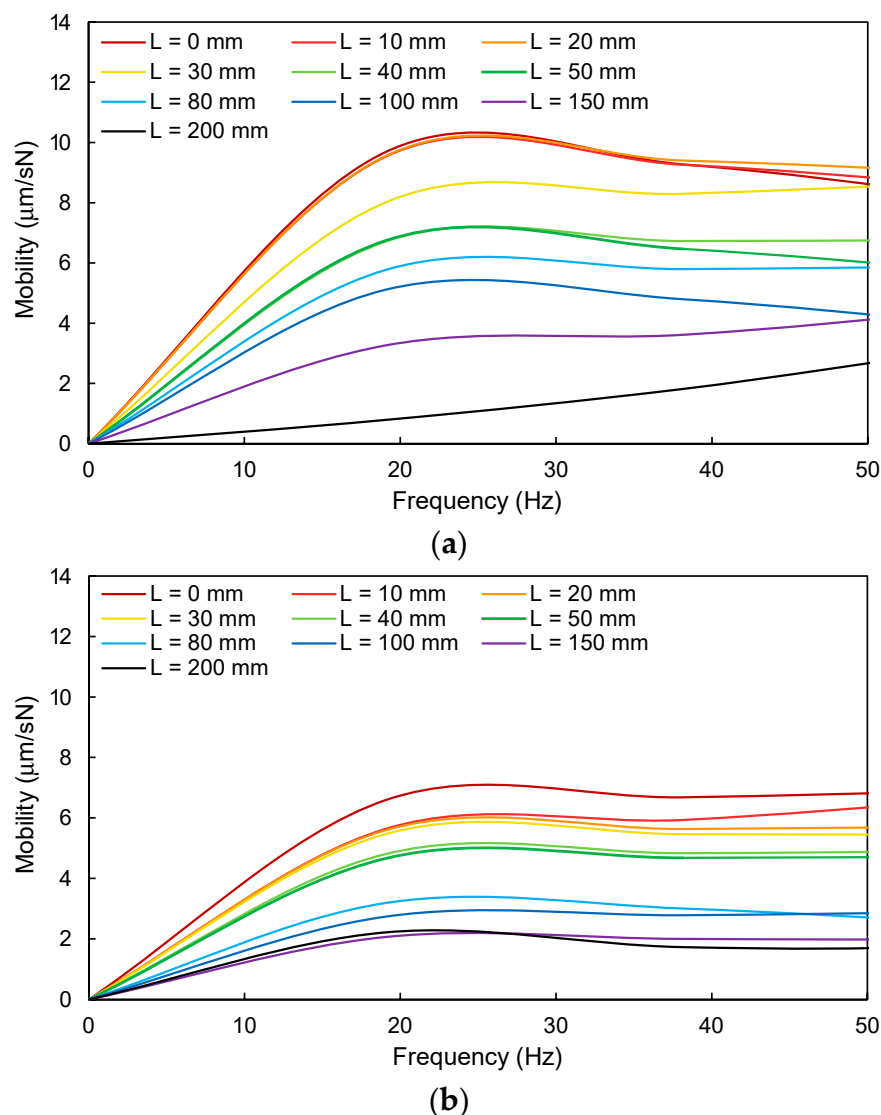 14
12
10
8
6
4
2
0
Mobility (μm/sN)
L = 0 mm L = 10 mm L = 20 mm
L = 30 mm L = 40 mm L = 50 mm
L = 80 mm L = 100 mm L = 150 mm
L = 200 mm
0 10 20 30 40 50
Frequency (Hz)
(a)
14
12
10
8
6
4
2
0
Mobility (μm/sN)
L = 0 mm L = 10 mm L = 20 mm
L = 30 mm L = 40 mm L = 50 mm
L = 80 mm L = 100 mm L = 150 mm
L = 200 mm
0 10 20 30 40 50
Frequency (Hz)
(b)